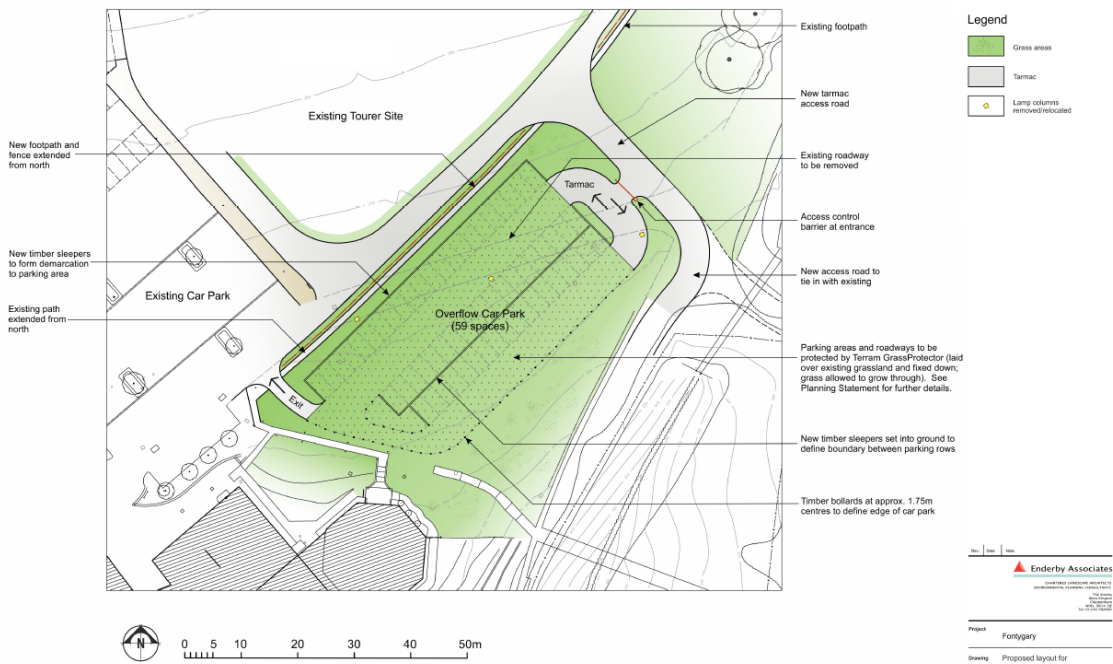 Existing footpath
Legend
Grass areas
Tarmac
Lamp columns
removed/relocated
New tarmac
access road
Existing Tourer Site
New footpath and
fence extended
from north
Existing roadway
to be removed
Tarmac
Access control
barrier at entrance
New timber sleepers
to form demarcation
to parking area
New access road to
tie in with existing
Existing Car Park
Existing path
extended from
north
Overflow Car Park
(59 spaces)
Parking areas and roadways to be
protected by Terram GrassProtector (laid
over existing grassland and fixed down;
grass allowed to grow through). See
Planning Statement for further details.
Exit
New timber sleepers set into ground to
define boundary between parking rows
Timber bollards at approx. 1.75m
centres to define edge of car park
Rev. Date Note
Enderby Associates
CHARTERED LANDSCAPE ARCHITECTS
ENVIRONMENTAL PLANNING CONSULTANTS
Project
Fontygary
Drawing
Proposed layout for
N
0 5 10 20 30 40 50m